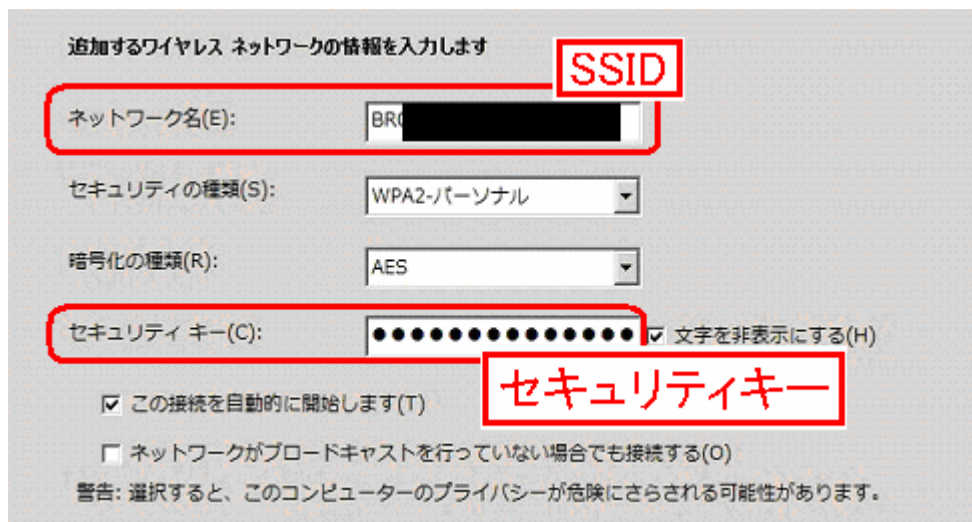 追加するワイヤレス ネットワークの情報を入力します
SSID
ネットワーク名(E):
セキュリティの種類(S): WPA2-パーソナル
暗号化の種類(R): AES
セキュリティ キー(C): ●●●●●●●●●●●●●● 文字を非表示にする(H)
セキュリティキー
この接続を自動的に開始します(T)
ネットワークがブロードキャストを行っていない場合でも接続する(O)
警告: 選択すると、このコンピューターのプライバシーが危険にさらされる可能性があります。